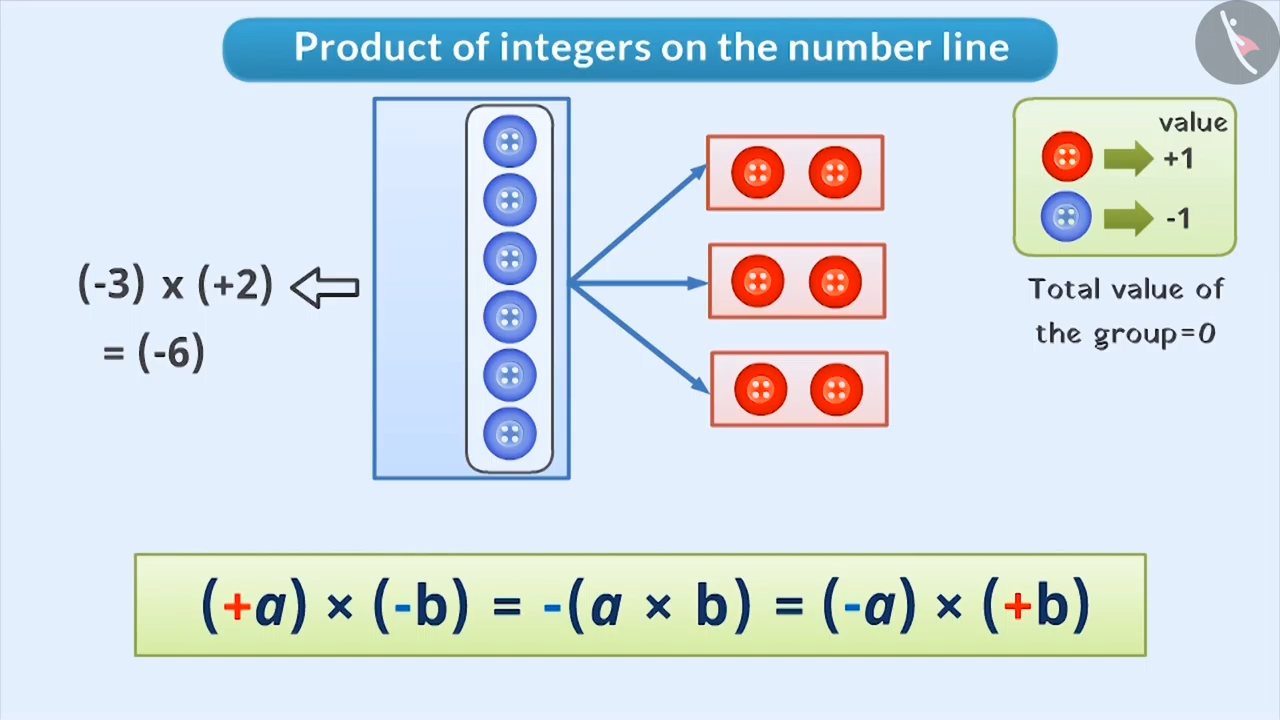 Product of integers on the number line
value
+1
-1
Total value of
the group=0
(-3) x (+2)
= (-6)
(+a) × (-b) = -(a × b) = (-a) × (+b)